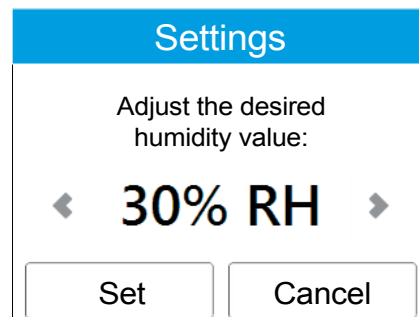 Settings
Adjust the desired
humidity value:
30% RH
Set
Cancel